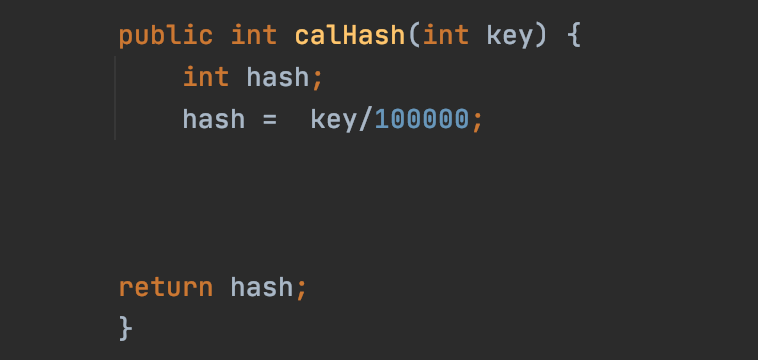 public int calHash(int key) {
int hash;
hash =  key/100000;
return hash;
}